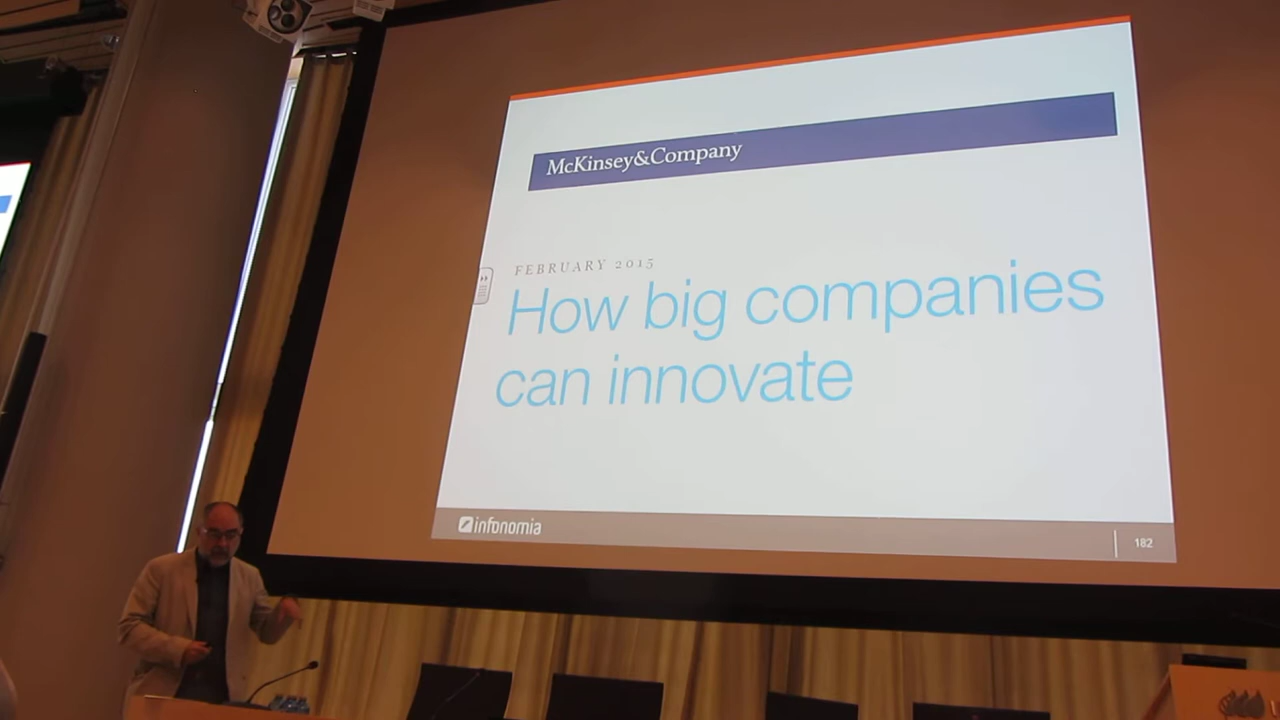 McKinsey&Company
FEBRUARY 2015
How big companies
can innovate
infonomia
182